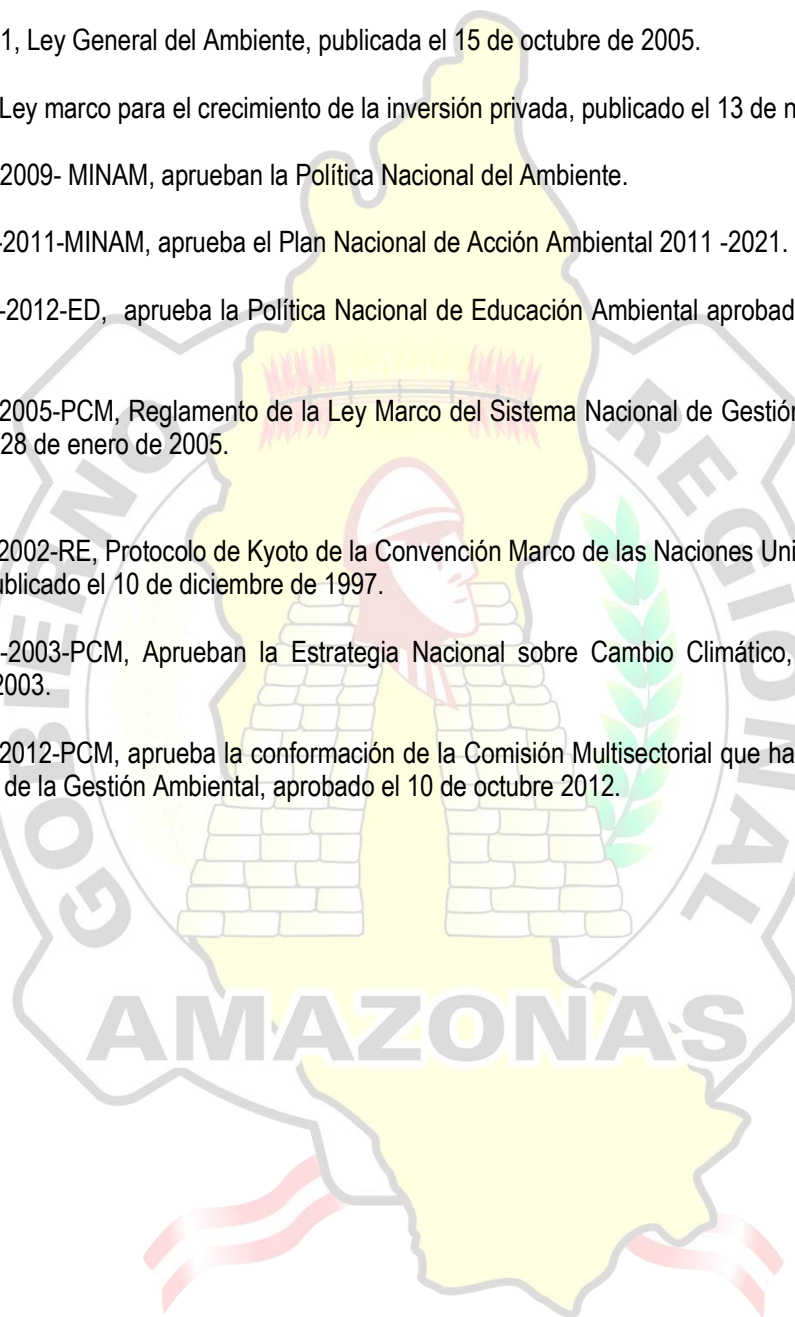 1, Ley General del Ambiente, publicada el 15 de octubre de 2005.
Ley marco para el crecimiento de la inversión privada, publicado el 13 de
2009- MINAM, aprueban la Política Nacional del Ambiente.
-2011-MINAM, aprueba el Plan Nacional de Acción Ambiental 2011 -2021.
-2012-ED, aprueba la Política Nacional de Educación Ambiental
2005-PCM, Reglamento de la Ley Marco del Sistema Nacional de Gestión
28 de enero de 2005.
2002-RE, Protocolo de Kyoto de la Convención Marco de las Naciones
el 10 de diciembre de 1997.
-2003-PCM, Aprueban la Estrategia Nacional sobre Cambio Climático,
2003.
2012-PCM, aprueba la conformación de la Comisión Multisectorial que
de la Gestión Ambiental, aprobado el 10 de octubre 2012.
GOBIERNO REGIONAL
AMAZONAS